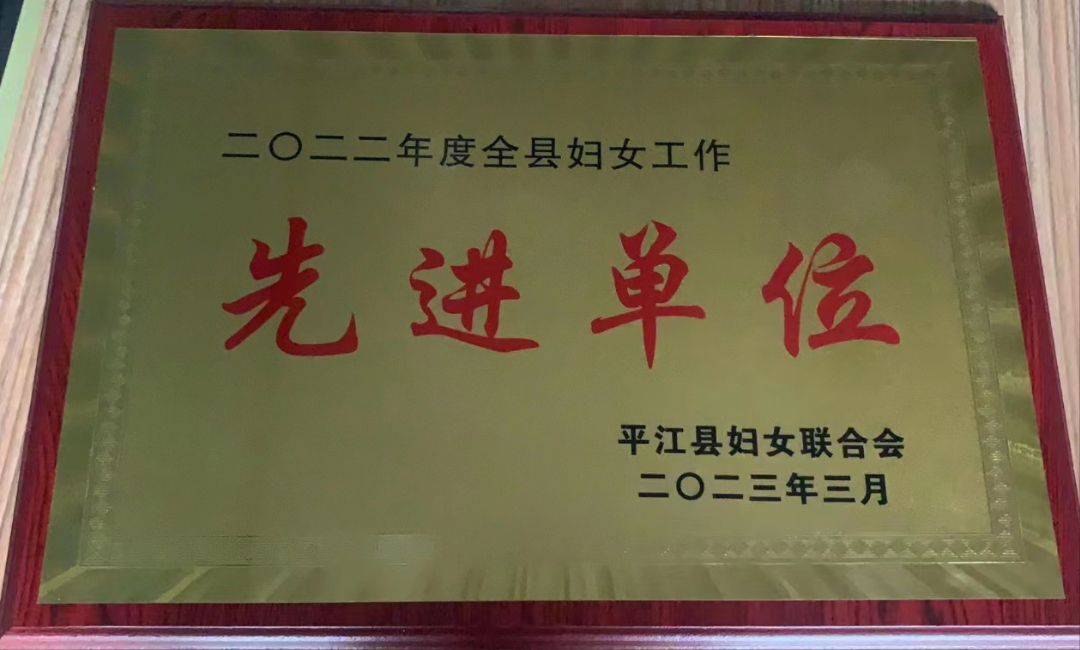 二〇二二年度全县妇女工作
先进单位
平江县妇女联合会
二〇二三年三月